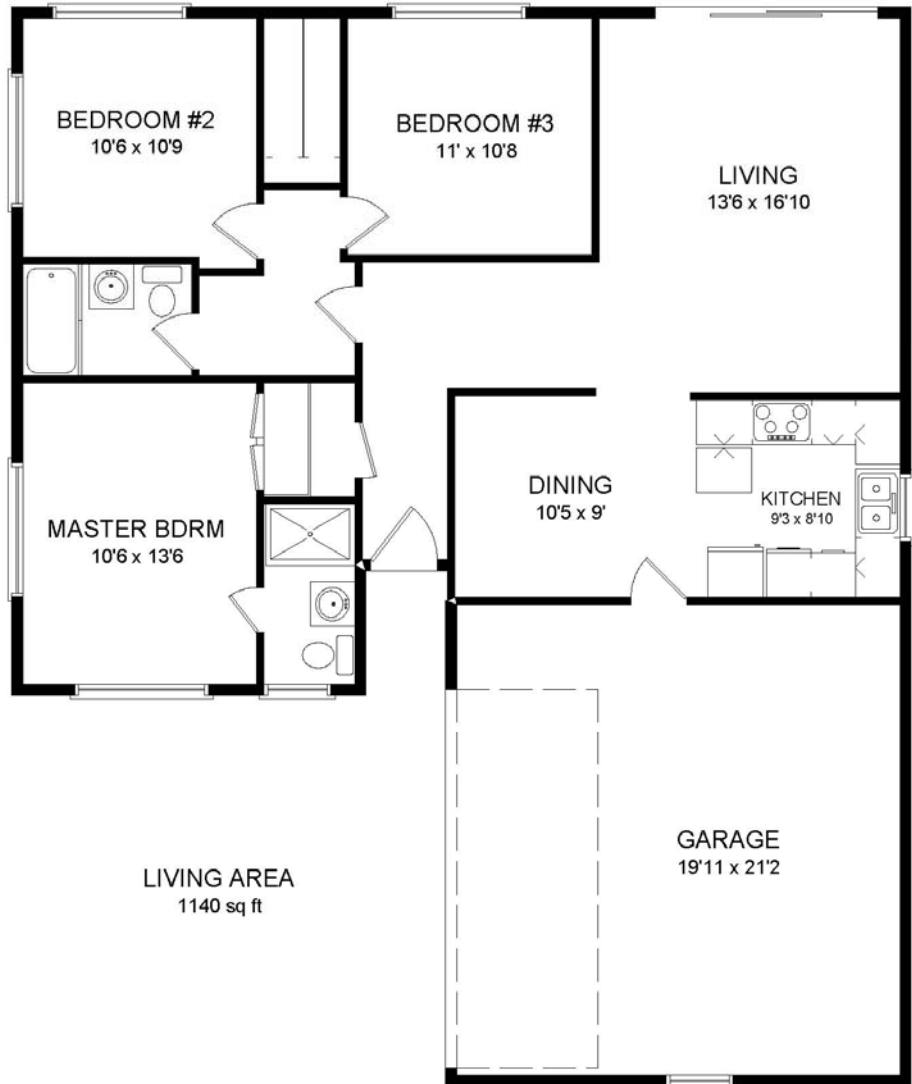 BEDROOM #2
10'6 x 10'9
BEDROOM #3
11' x 10'8
LIVING
13'6 x 16'10
MASTER BDRM
10'6 x 13'6
DINING
10'5 x 9'
KITCHEN
9'3 x 8'10
LIVING AREA
1140 sq ft
GARAGE
19'11 x 21'2